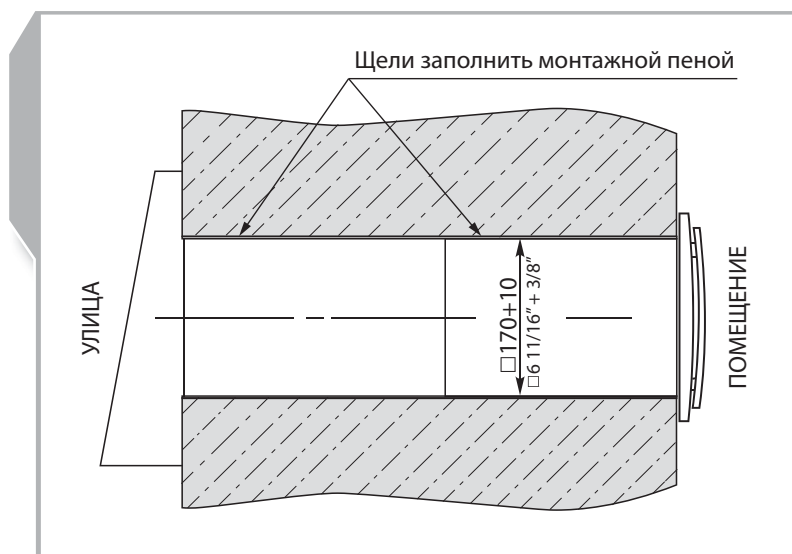 Щели заполнить монтажной пеной
УЛИЦА
□170+10
□6 11/16” + 3/8”
ПОМЕЩЕНИЕ